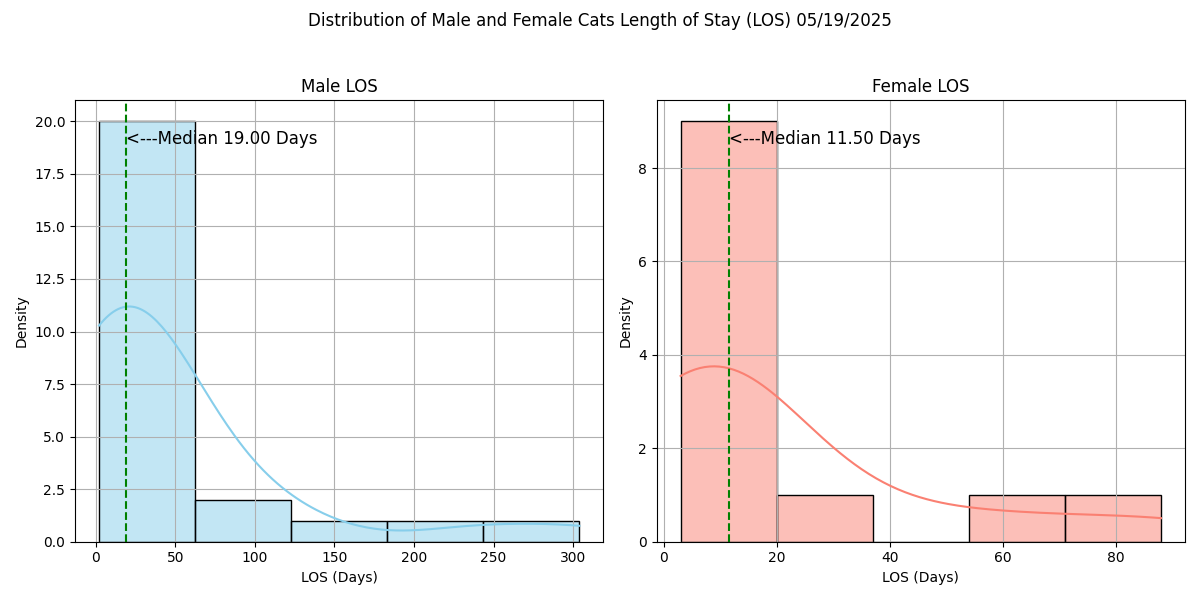 Distribution of Male and Female Cats Length of Stay (LOS) 05/19/2025
Male LOS
Density
20.0
17.5
15.0
12.5
10.0
7.5
5.0
2.5
0.0
<---Median 19.00 Days
0 50 100 150 200 250 300
LOS (Days)
Female LOS
Density
8
6
4
2
0
<---Median 11.50 Days
0 20 40 60 80
LOS (Days)